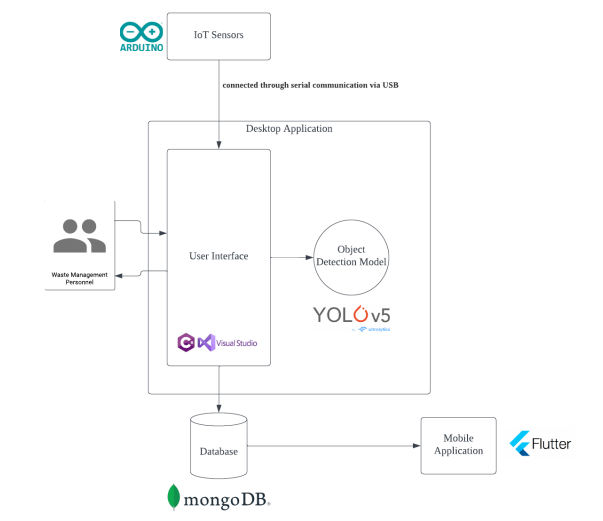 IoT Sensors
ARDUINO
connected through serial communication via USB
Desktop Application
User Interface
Object
Detection Model
Waste Management
Personnel
YOLOv5
ultralytics
Visual Studio
Database
Mobile
Application
Flutter
mongoDB.